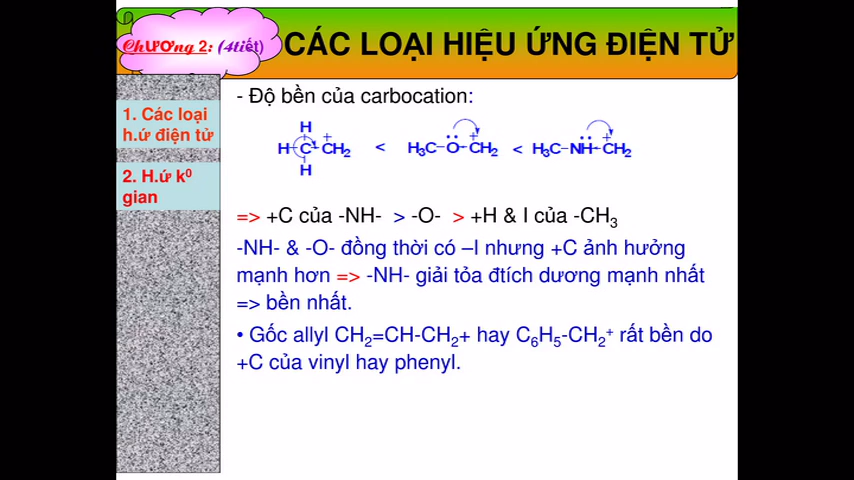 Chương 2: (4tiết)
CÁC LOẠI HIỆU ỨNG ĐIỆN TỬ
1. Các loại
h.ứ điện tử
2. H.ứ k⁰
gian
- Độ bền của carbocation:
H
H-C-CH₂
+
H
<
H₃C-O-CH₂
+
<
H₃C-NH-CH₂
+
=> +C của -NH- > -O- > +H & I của -CH₃
-NH- & -O- đồng thời có –I nhưng +C ảnh hưởng
mạnh hơn => -NH- giải tỏa đtích dương mạnh nhất
=> bền nhất.
• Gốc allyl CH₂=CH-CH₂+ hay C₆H₅-CH₂⁺ rất bền do
+C của vinyl hay phenyl.